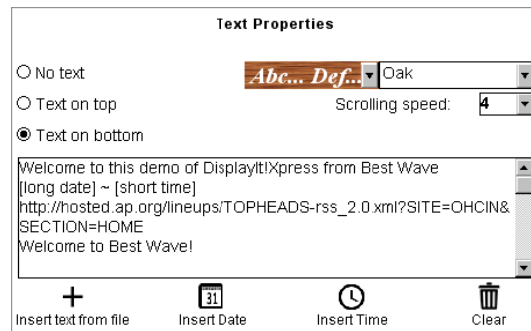 Text Properties
No text
Abc... Def...
Oak
Text on top
Scrolling speed:
4
Text on bottom
Welcome to this demo of DisplayIt!Xpress from Best Wave
[long date] ~ [short time]
http://hosted.ap.org/lineups/TOPHEADS-rss_2.0.xml?SITE=OHCIN&
SECTION=HOME
Welcome to Best Wave!
31
Insert text from file
Insert Date
Insert Time
Clear